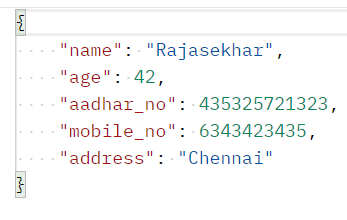 {
    "name": "Rajasekhar",
    "age": 42,
    "aadhar_no": 435325721323,
    "mobile_no": 6343423435,
    "address": "Chennai"
}